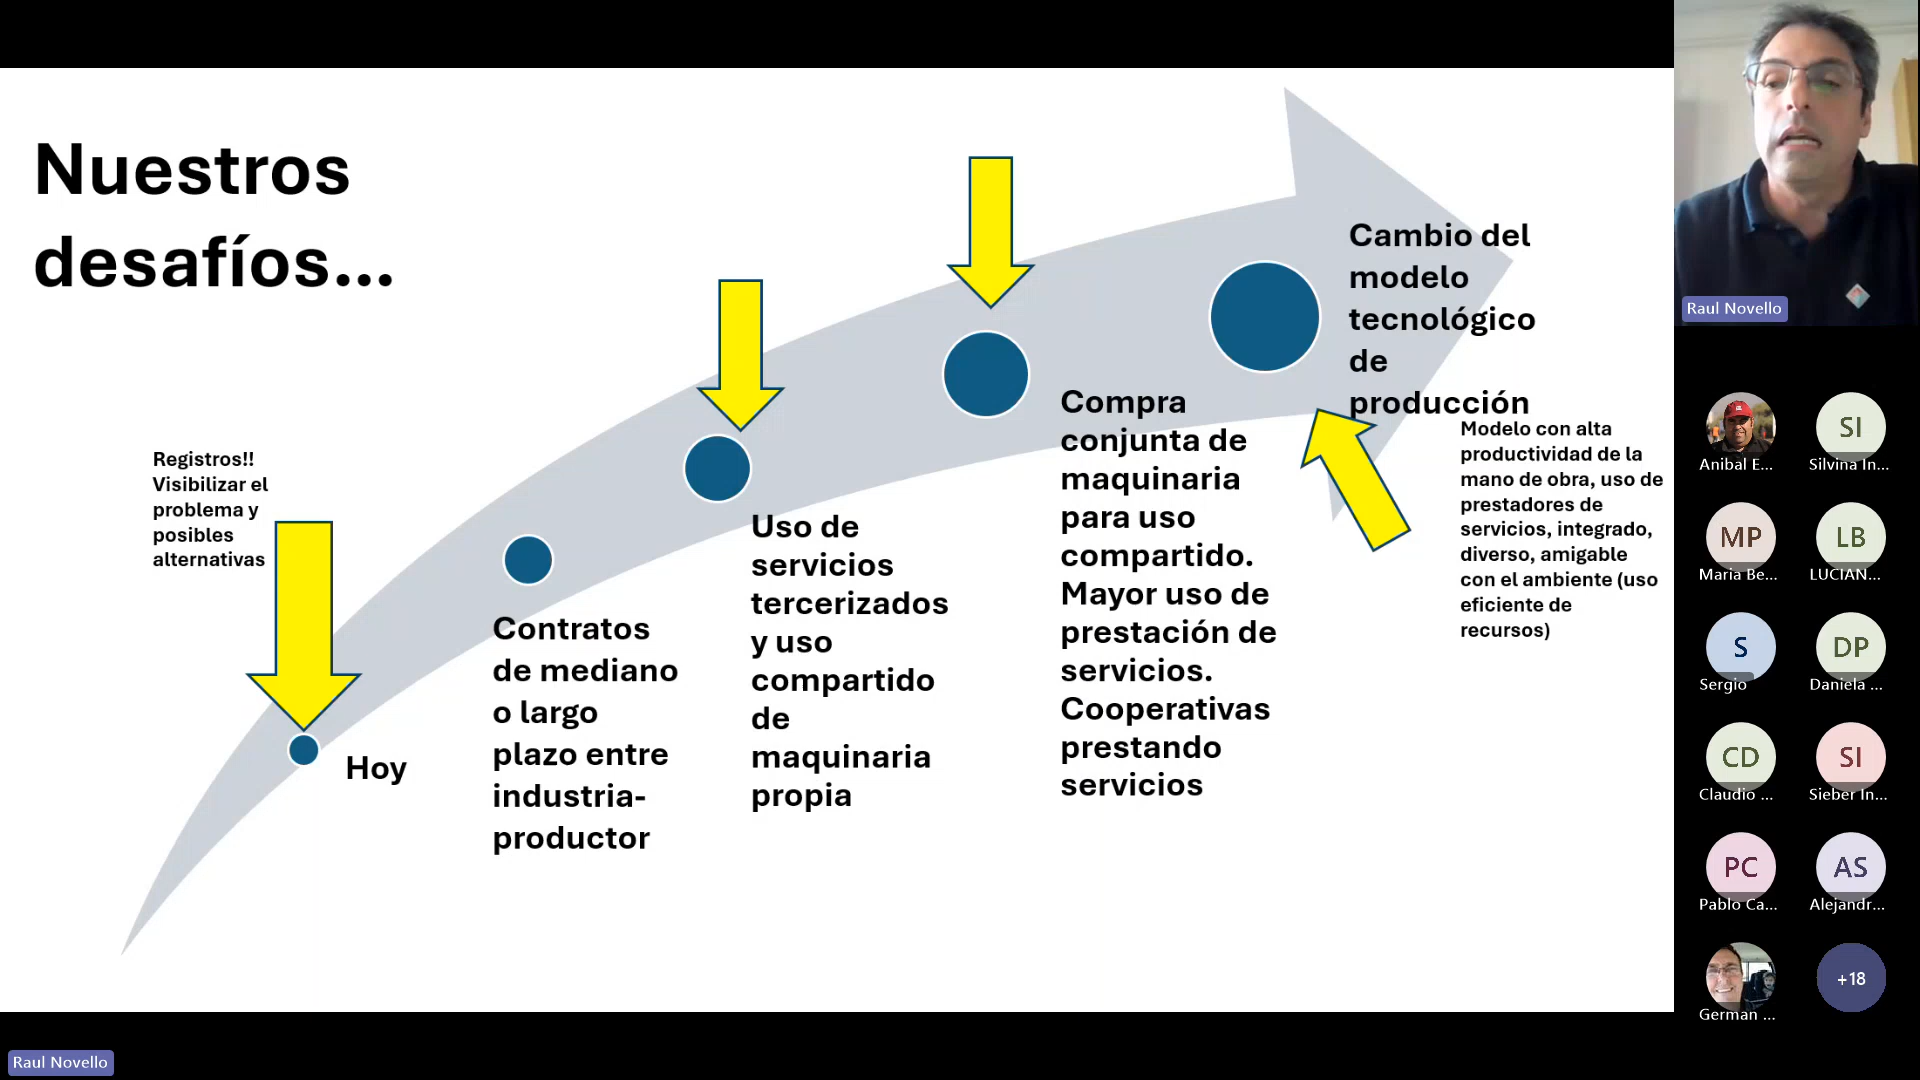 Nuestros
desafíos...
Registros!!
Visibilizar el
problema y
posibles
alternativas
Hoy
Contratos
de mediano
o largo
plazo entre
industria-
productor
Uso de
servicios
tercerizados
y uso
compartido
de
maquinaria
propia
Compra
conjunta de
maquinaria
para uso
compartido.
Mayor uso de
prestación de
servicios.
Cooperativas
prestando
servicios
Cambio del
modelo
tecnológico
de
producción
Modelo con alta
productividad de la
mano de obra, uso de
prestadores de
servicios, integrado,
diverso, amigable
con el ambiente (uso
eficiente de
recursos)
Raul Novello
Anibal E...
SI
Silvina In...
MP
Maria Be...
LB
LUCIAN...
S
Sergio
DP
Daniela ...
CD
Claudio ...
SI
Sieber In...
PC
Pablo Ca...
AS
Alejandr...
German ...
+18
Raul Novello